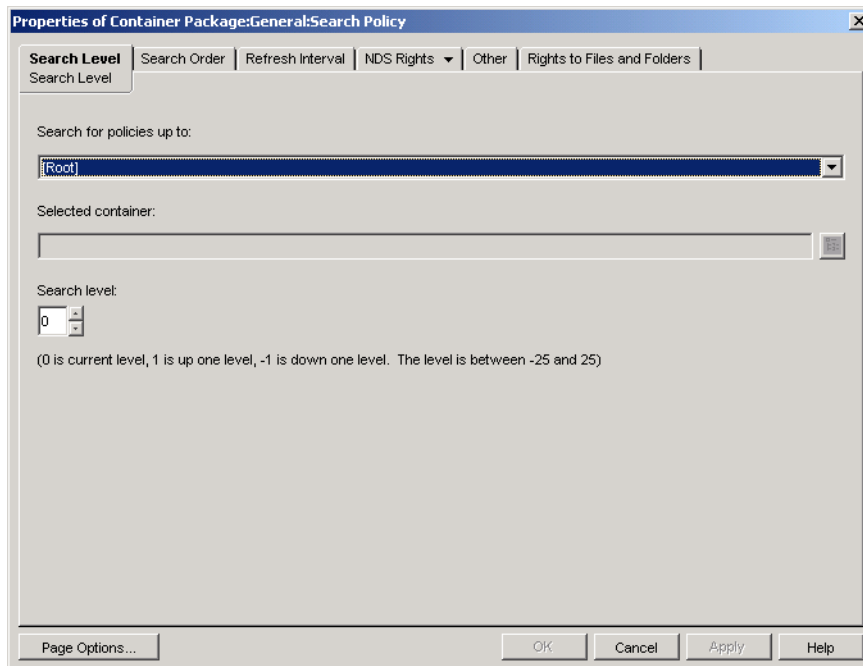 Properties of Container Package:General:Search Policy
Search Level Search Order Refresh Interval NDS Rights Other Rights to Files and Folders
Search Level
Search for policies up to:
[Root]
Selected container:
Search level:
0
(0 is current level, 1 is up one level, -1 is down one level. The level is between -25 and 25)
Page Options... OK Cancel Apply Help